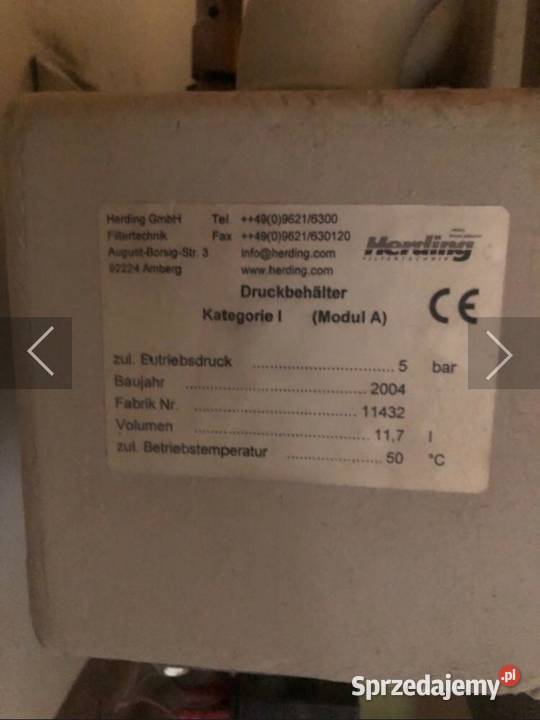 Herding GmbH Tel. ++49(0)9621/6300
Filtertechnik Fax ++49(0)9621/630120
August-Borsig-Str. 3 info@herding.com
92224 Amberg www.herding.com
Herding
FILTERTECHNIK
Druckbehälter
Kategorie I (Modul A)
CE
zul. Betriebsdruck ................................. 5 bar
Baujahr ........................................... 2004
Fabrik Nr. ...................................... 11432
Volumen ........................................ 11,7 l
zul. Betriebstemperatur ..................... 50 °C
Sprzedajemy.pl